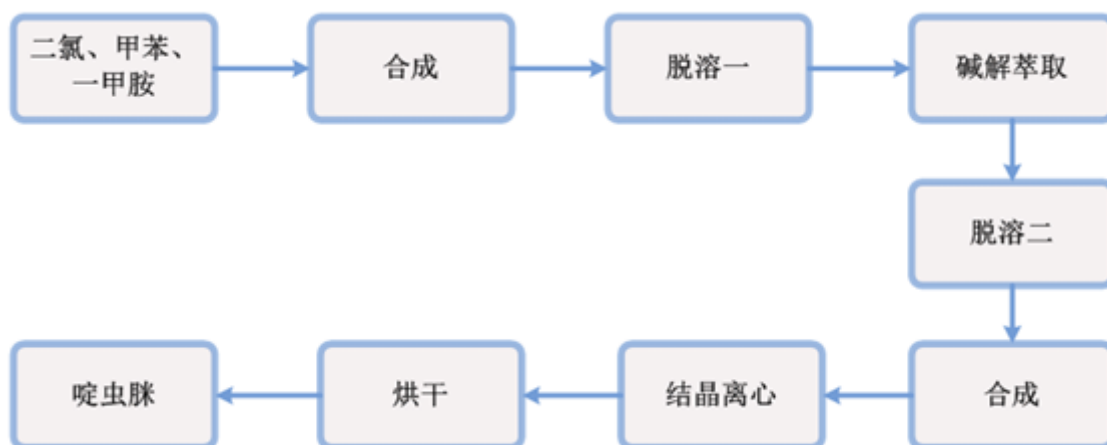 二氯、甲苯、
一甲胺
合成
脱溶一
碱解萃取
脱溶二
合成
结晶离心
烘干
啶虫脒